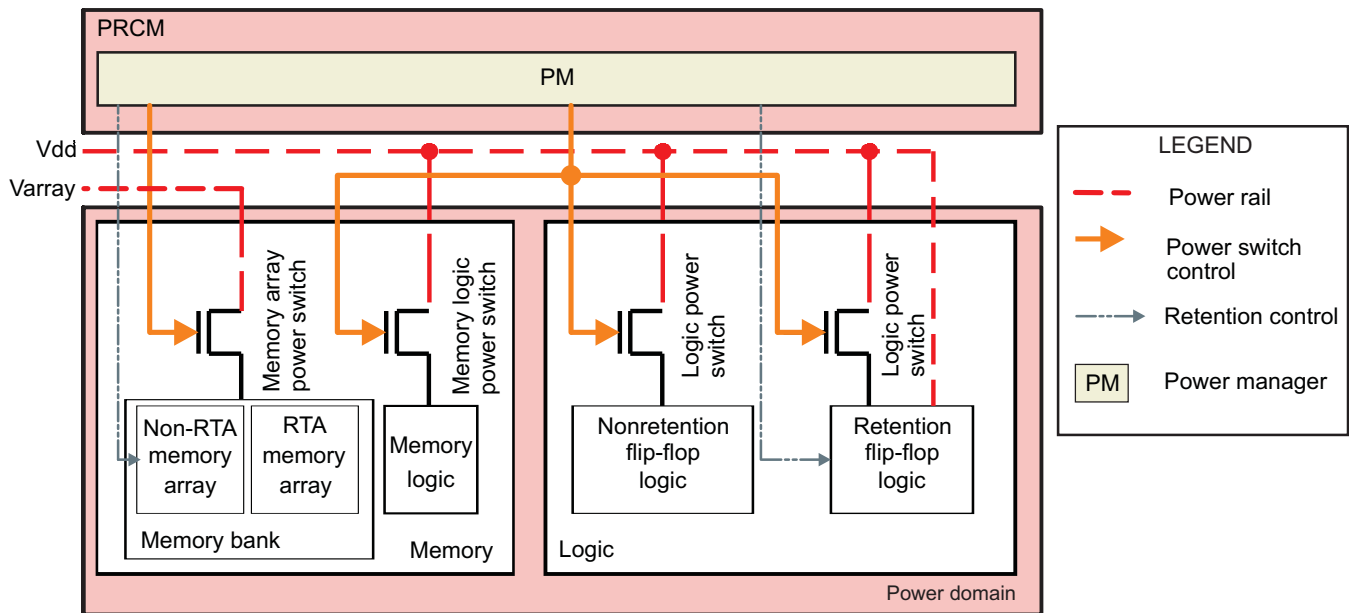 PRCM
PM
Vdd
Varray
Memory array
power switch
Memory logic
power switch
Logic power
switch
Logic power
switch
Non-RTA
memory
array
RTA
memory
array
Memory
logic
Nonretention
flip-flop
logic
Retention
flip-flop
logic
Memory bank
Memory
Logic
Power domain
LEGEND
Power rail
Power switch
control
Retention control
PM
Power manager